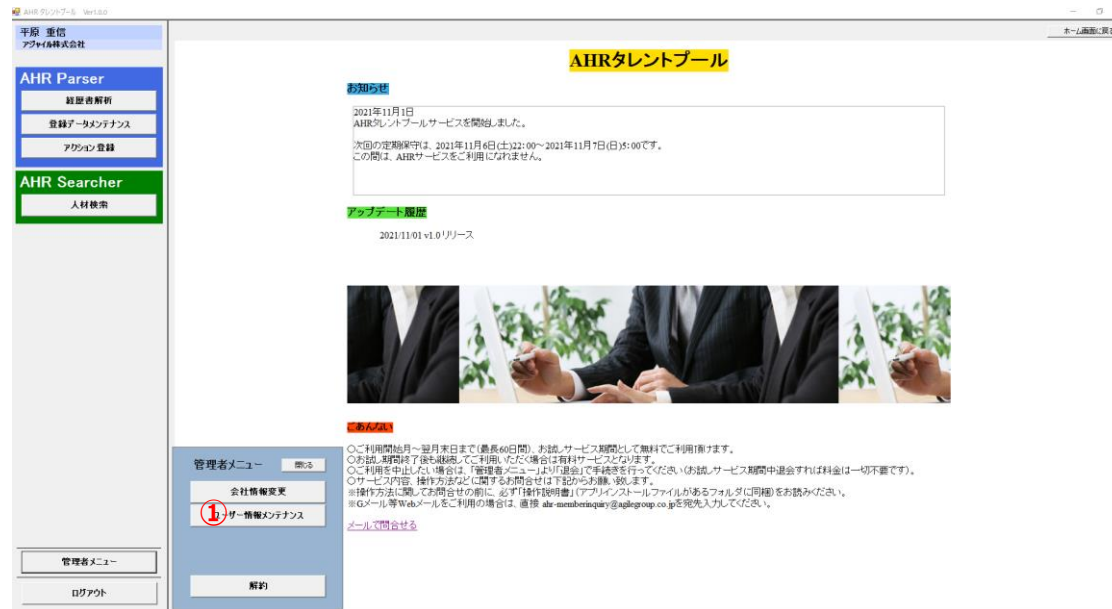 AHR タレントプール Ver1.0.0
平原 重信
アジャイル株式会社
ホーム画面に戻る
AHR Parser
経歴書解析
登録データメンテナンス
アクション登録
AHR Searcher
人材検索
AHRタレントプール
お知らせ
2021年11月1日
AHRタレントプールサービスを開始しました。
次回の定期保守は、2021年11月6日(土)22:00～2021年11月7日(日)5:00です。
この間は、AHRサービスをご利用になれません。
アップデート履歴
2021/11/01 v1.0リリース
ごあんない
〇ご利用開始月～翌月末日まで(最長60日間)、お試しサービス期間として無料でご利用頂けます。
〇お試し期間終了後も継続してご利用いただく場合は有料サービスとなります。
〇ご利用を中止したい場合は、「管理者メニュー」より「退会」で手続きを行ってください(お試しサービス期間中退会すれば料金は一切不要です)。
〇サービス内容、操作方法などに関するお問合せは下記からお願い致します。
※操作方法に関してお問合せの前に、必ず「操作説明書」(アプリインストールファイルがあるフォルダに同梱)をお読みください。
※Gメール等Webメールをご利用の場合は、直接 ahr-memberinquiry@agilegroup.co.jpを宛先入力してください。
メールで問合せる
管理者メニュー
閉じる
会社情報変更
①
ユーザー情報メンテナンス
解約
管理者メニュー
ログアウト